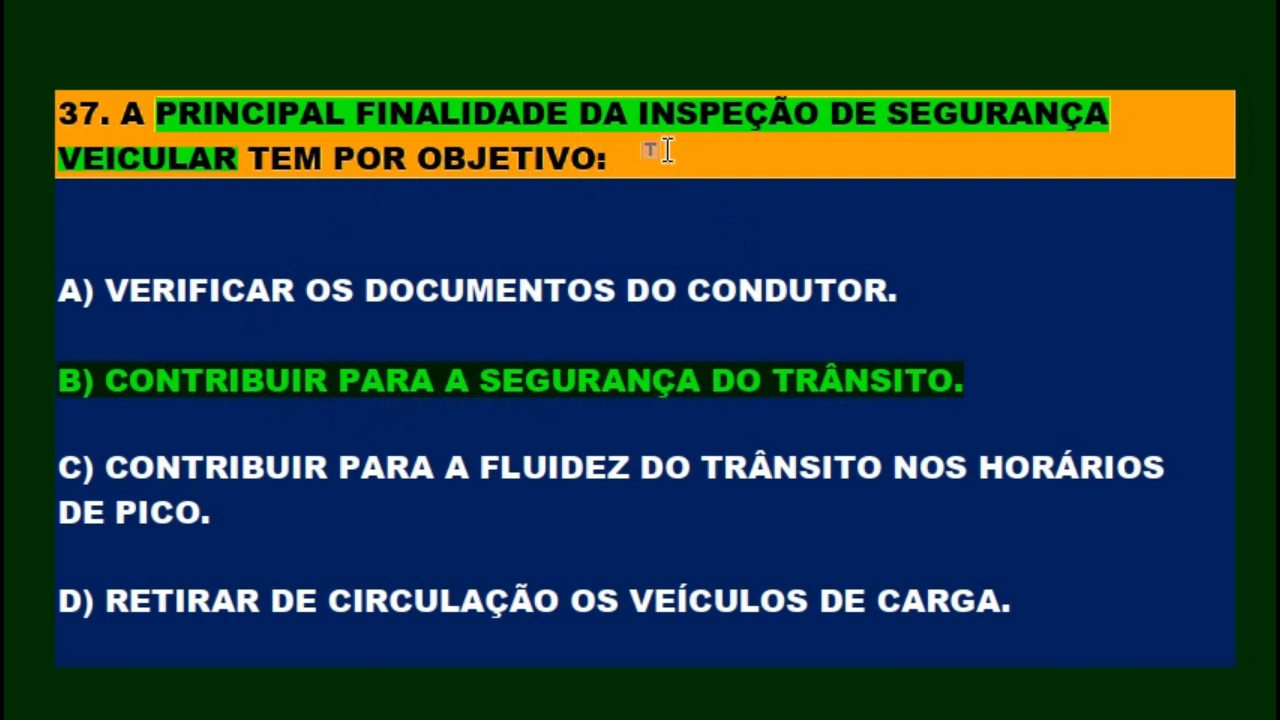 37. A PRINCIPAL FINALIDADE DA INSPEÇÃO DE SEGURANÇA
VEICULAR TEM POR OBJETIVO:
A) VERIFICAR OS DOCUMENTOS DO CONDUTOR.
B) CONTRIBUIR PARA A SEGURANÇA DO TRÂNSITO.
C) CONTRIBUIR PARA A FLUIDEZ DO TRÂNSITO NOS HORÁRIOS
DE PICO.
D) RETIRAR DE CIRCULAÇÃO OS VEÍCULOS DE CARGA.